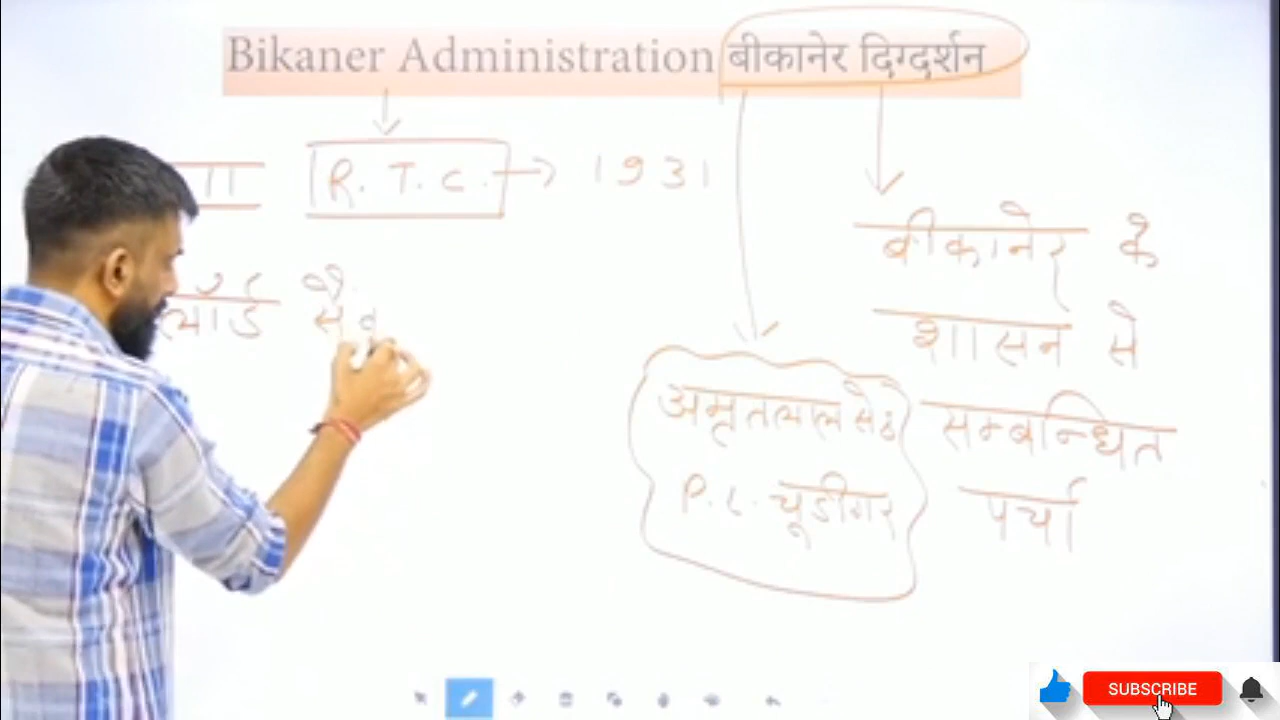 Bikaner Administration बीकानेर दिग्दर्शन
R. T. C. → 1931
लॉर्ड
बीकानेर के
शासन से
सम्बन्धित
पर्चा
अमृतलाल सेठ
P. L. चूडीगर
SUBSCRIBE